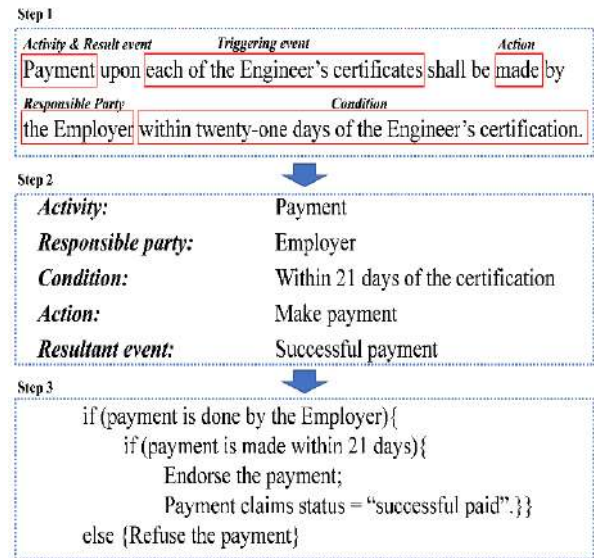 Step 1
Activity & Result event Triggering event Action
Payment upon each of the Engineer's certificates shall be made by
Responsible Party Condition
the Employer within twenty-one days of the Engineer's certification.
Step 2
Activity: Payment
Responsible party: Employer
Condition: Within 21 days of the certification
Action: Make payment
Resultant event: Successful payment
Step 3
if (payment is done by the Employer){
if (payment is made within 21 days){
Endorse the payment;
Payment claims status = “successful paid”.}}
else {Refuse the payment}